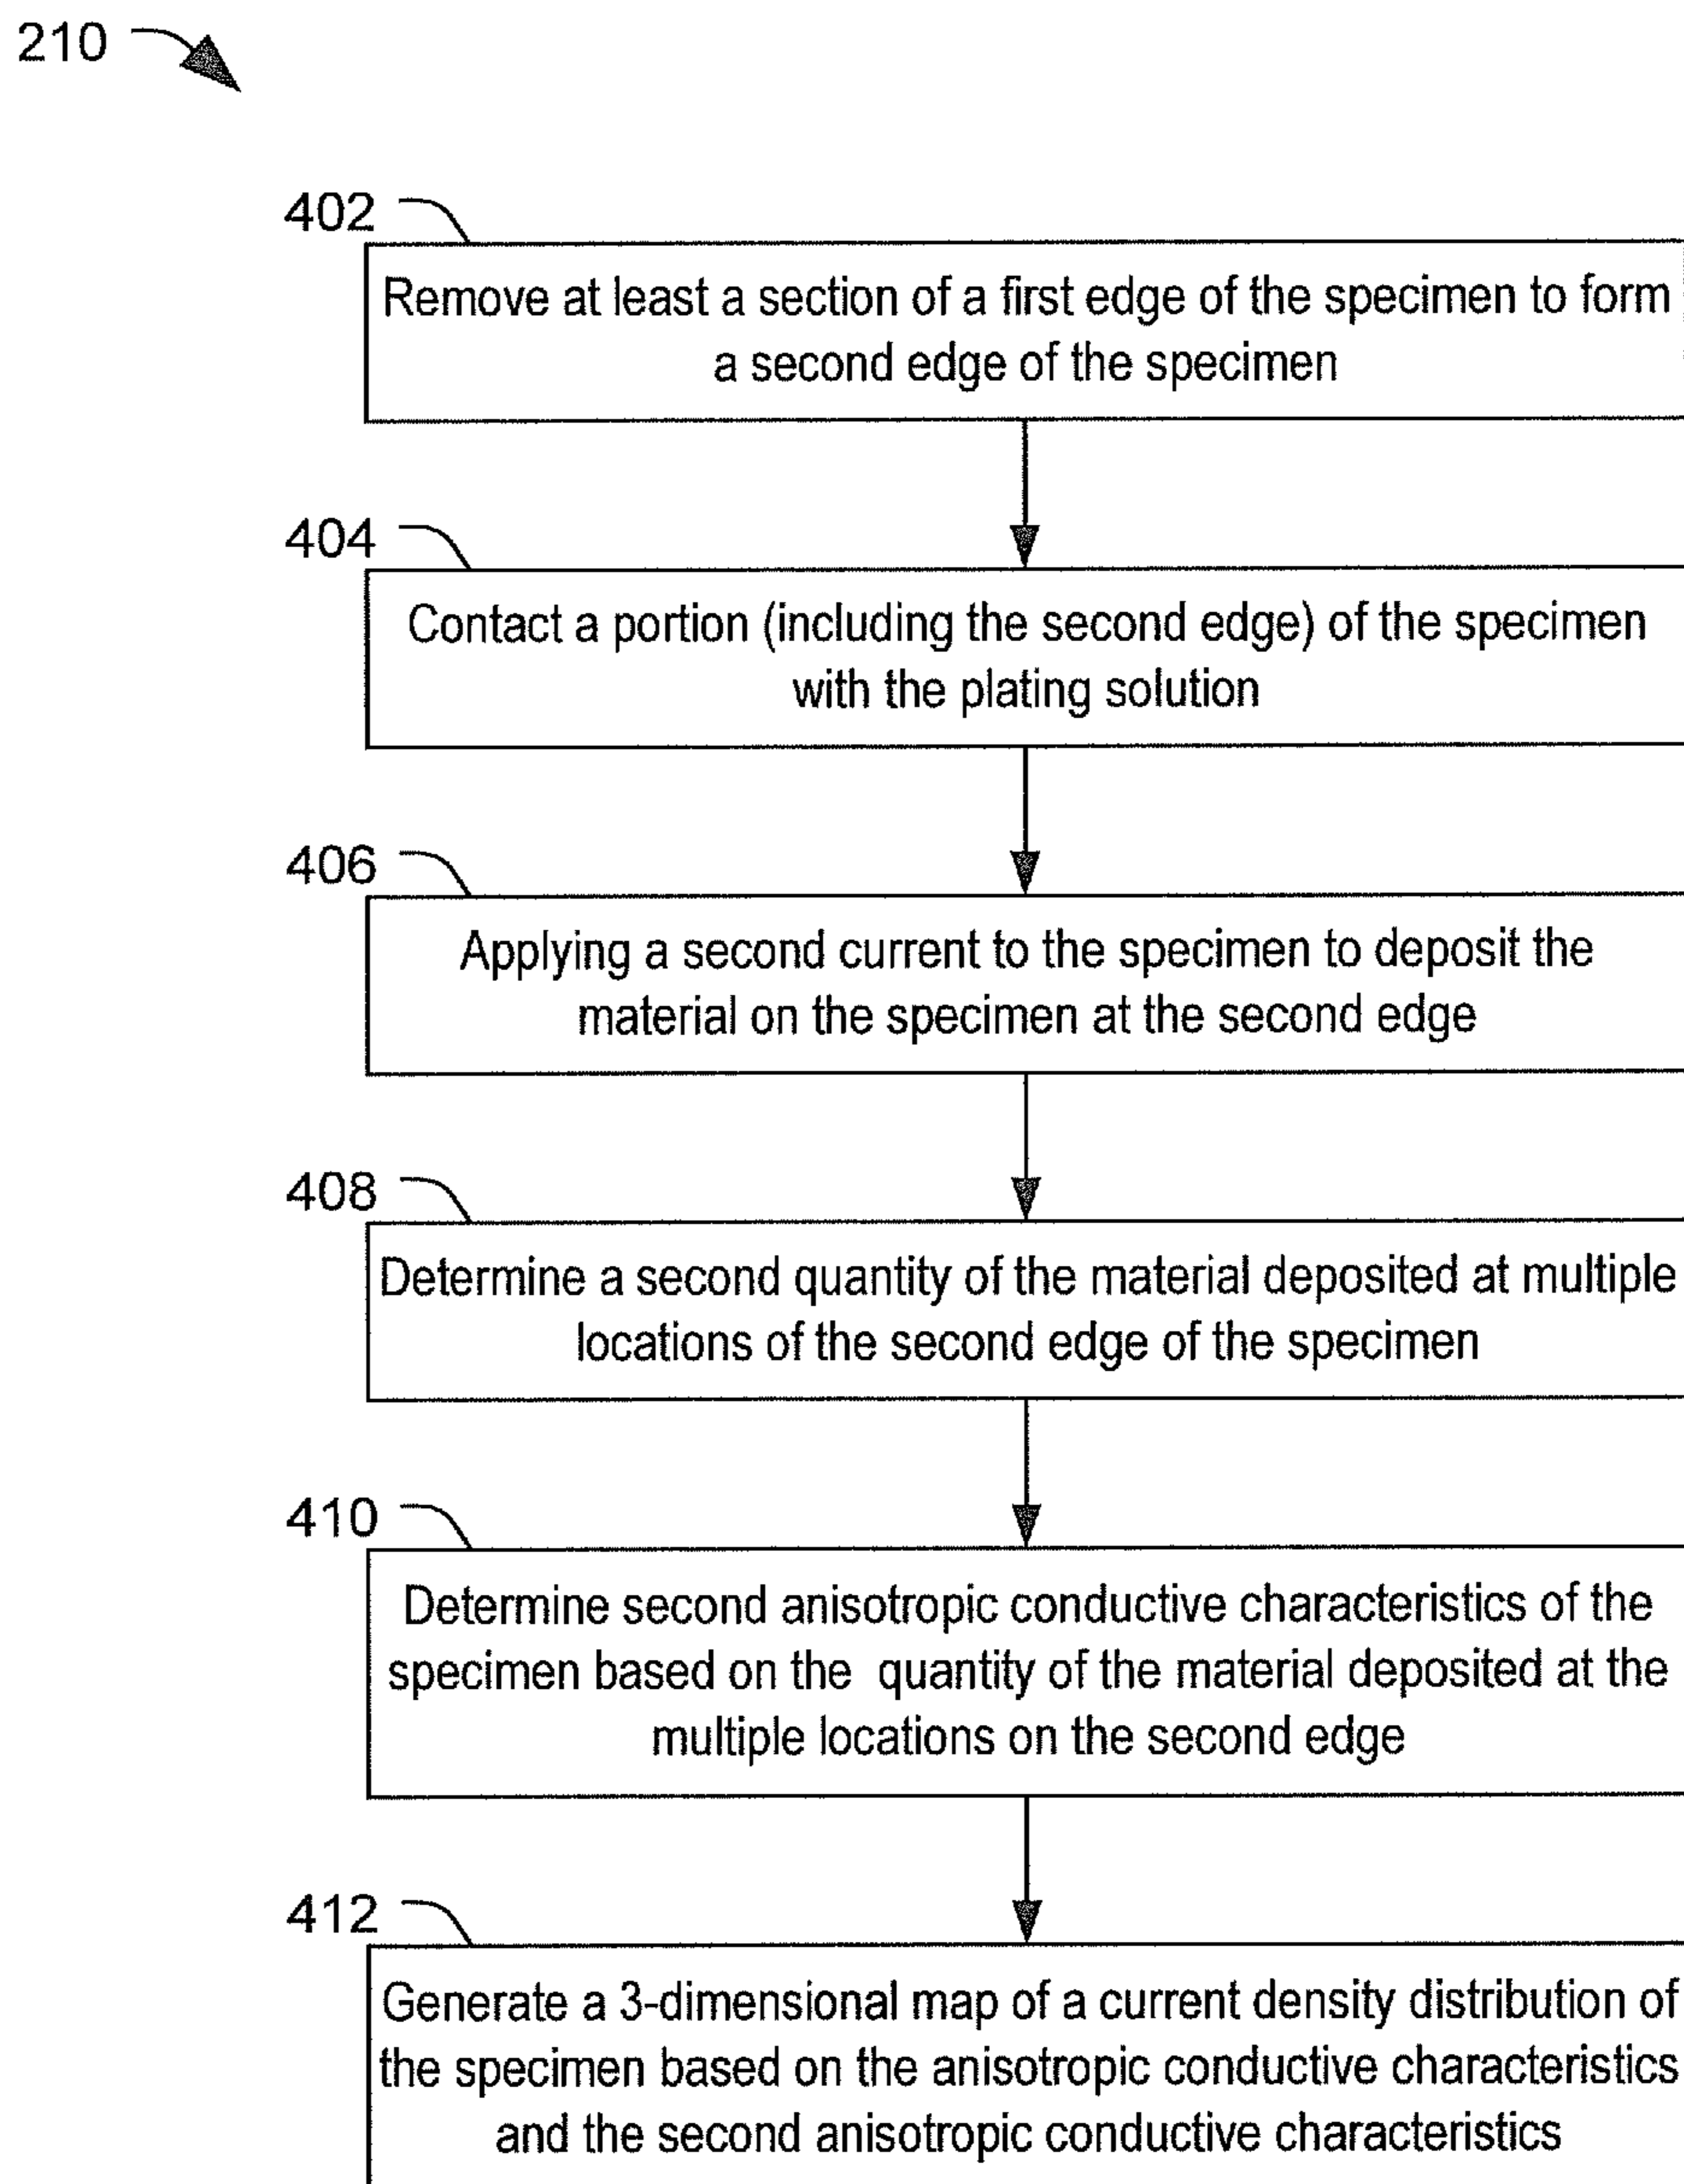 210
402
Remove at least a section of a first edge of the specimen to form
a second edge of the specimen
404
Contact a portion (including the second edge) of the specimen
with the plating solution
406
Applying a second current to the specimen to deposit the
material on the specimen at the second edge
408
Determine a second quantity of the material deposited at multiple
locations of the second edge of the specimen
410
Determine second anisotropic conductive characteristics of the
specimen based on the quantity of the material deposited at the
multiple locations on the second edge
412
Generate a 3-dimensional map of a current density distribution of
the specimen based on the anisotropic conductive characteristics
and the second anisotropic conductive characteristics